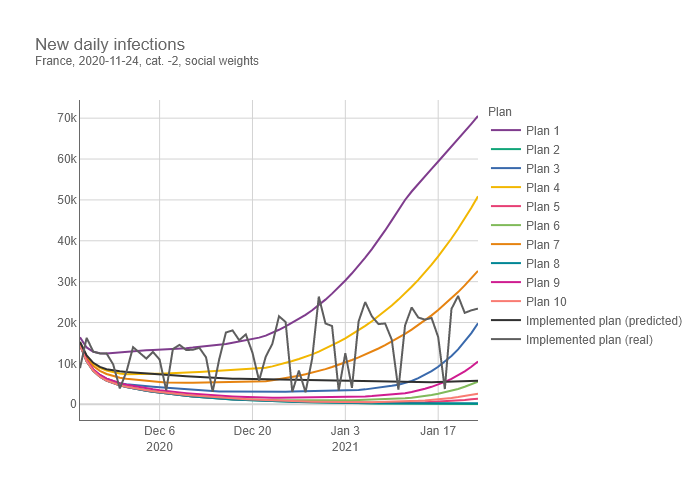 New daily infections
France, 2020-11-24, cat. -2, social weights
Plan
70k
60k
50k
40k
30k
20k
10k
0
Plan 1
Plan 2
Plan 3
Plan 4
Plan 5
Plan 6
Plan 7
Plan 8
Plan 9
Plan 10
Implemented plan (predicted)
Implemented plan (real)
Dec 6 Dec 20 Jan 3 Jan 17
2020 2021